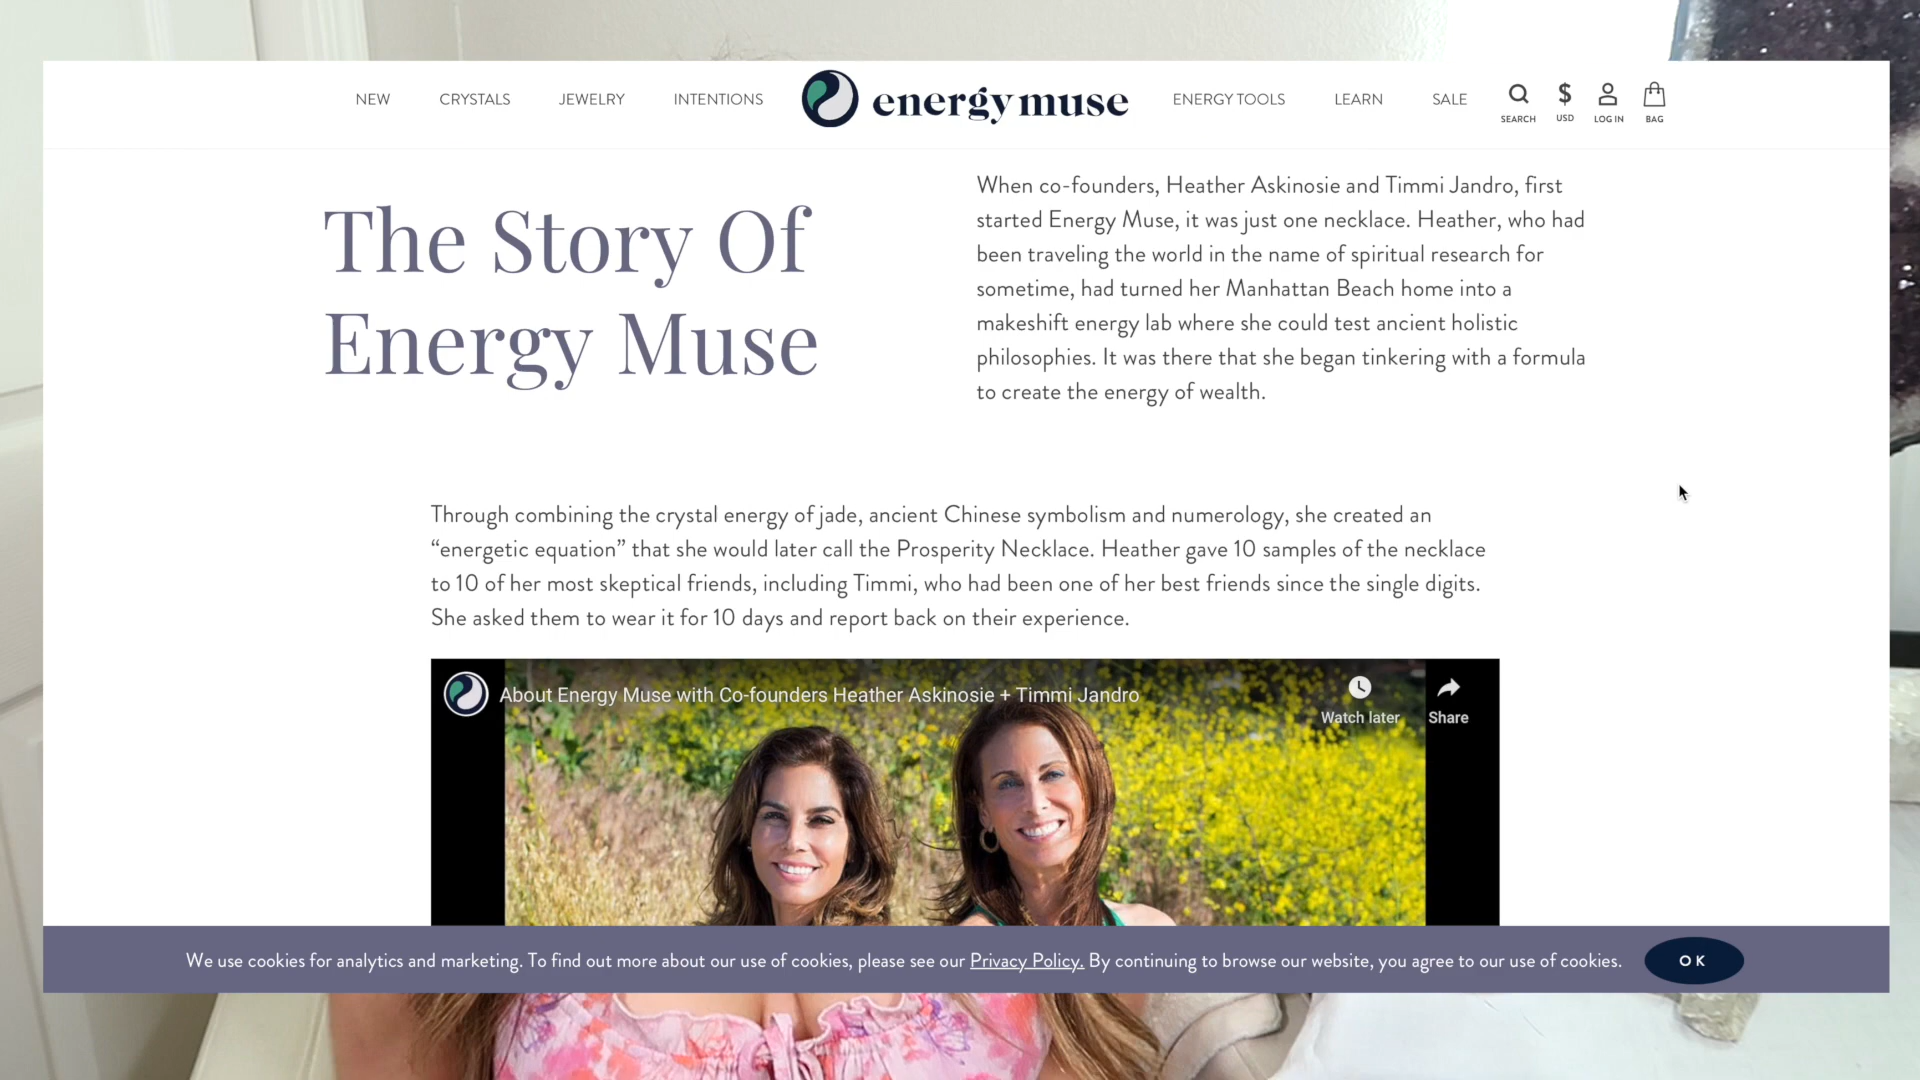 NEW CRYSTALS JEWELRY INTENTIONS energy muse ENERGY TOOLS LEARN SALE SEARCH $ USD LOG IN BAG
The Story Of
Energy Muse
When co-founders, Heather Askinosie and Timmi Jandro, first
started Energy Muse, it was just one necklace. Heather, who had
been traveling the world in the name of spiritual research for
sometime, had turned her Manhattan Beach home into a
makeshift energy lab where she could test ancient holistic
philosophies. It was there that she began tinkering with a formula
to create the energy of wealth.
Through combining the crystal energy of jade, ancient Chinese symbolism and numerology, she created an
“energetic equation” that she would later call the Prosperity Necklace. Heather gave 10 samples of the necklace
to 10 of her most skeptical friends, including Timmi, who had been one of her best friends since the single digits.
She asked them to wear it for 10 days and report back on their experience.
About Energy Muse with Co-founders Heather Askinosie + Timmi Jandro
Watch later Share
We use cookies for analytics and marketing. To find out more about our use of cookies, please see our Privacy Policy. By continuing to browse our website, you agree to our use of cookies. OK